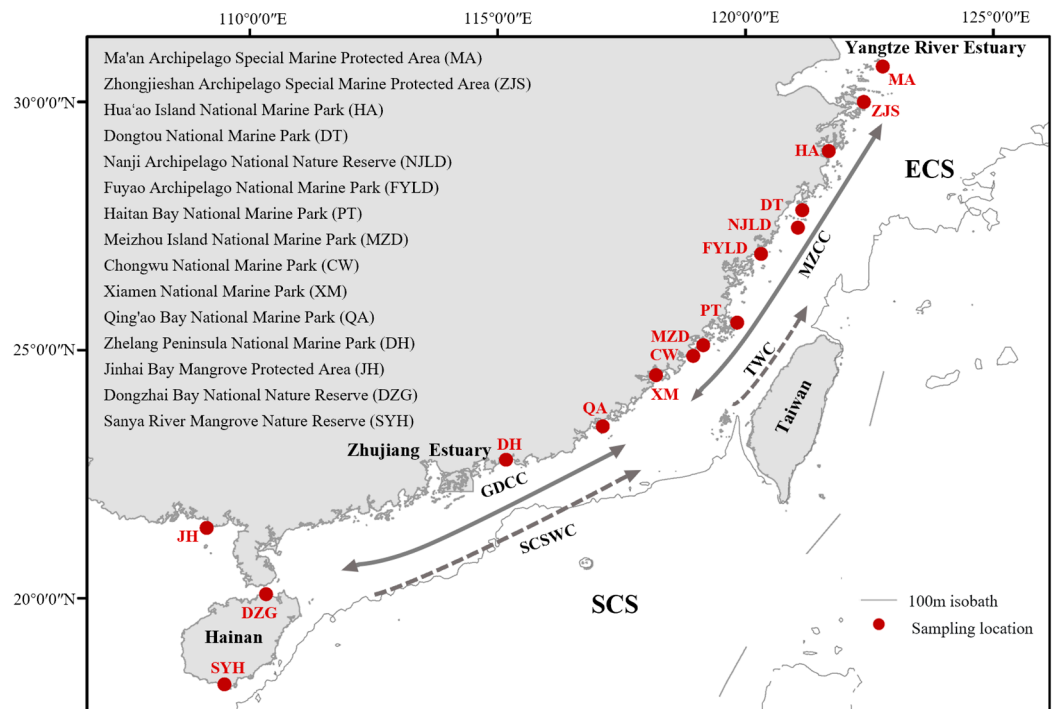 110°0'0"E 115°0'0"E 120°0'0"E 125°0'0"E
Yangtze River Estuary
Ma'an Archipelago Special Marine Protected Area (MA)
Zhongjieshan Archipelago Special Marine Protected Area (ZJS)
Hua‘ao Island National Marine Park (HA)
Dongtou National Marine Park (DT)
Nanji Archipelago National Nature Reserve (NJLD)
Fuyao Archipelago National Marine Park (FYLD)
Haitan Bay National Marine Park (PT)
Meizhou Island National Marine Park (MZD)
Chongwu National Marine Park (CW)
Xiamen National Marine Park (XM)
Qing'ao Bay National Marine Park (QA)
Zhelang Peninsula National Marine Park (DH)
Jinhai Bay Mangrove Protected Area (JH)
Dongzhai Bay National Nature Reserve (DZG)
Sanya River Mangrove Nature Reserve (SYH)
30°0'0"N
25°0'0"N
20°0'0"N
MA
ZJS
HA
ECS
DT
NJLD
FYLD
MZCC
PT
MZD
CW
TWC
XM
Taiwan
QA
Zhujiang Estuary
DH
GDCC
SCSWC
JH
DZG
SCS
Hainan
SYH
100m isobath
Sampling location